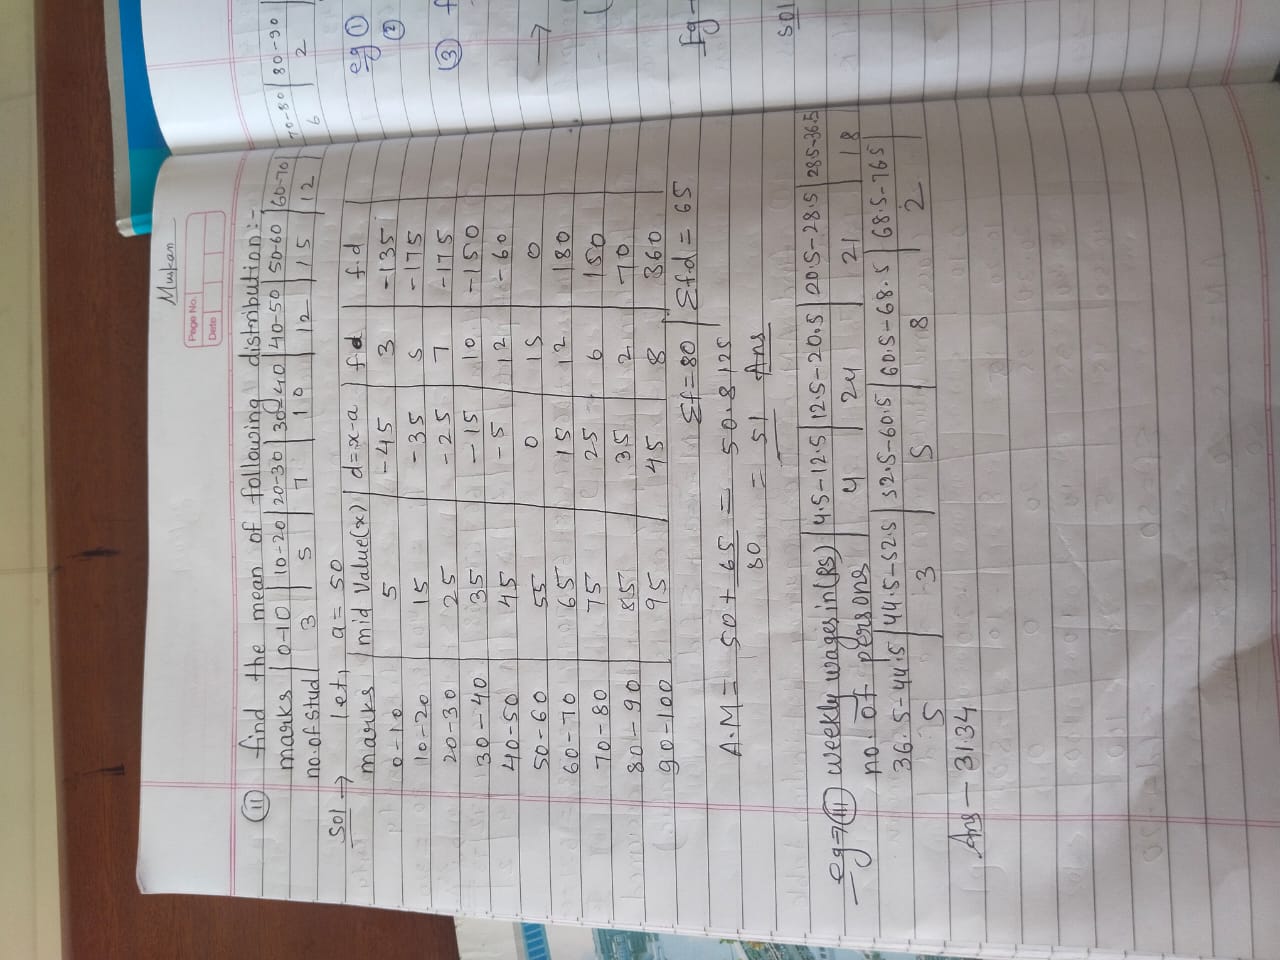 Muskan
Page No.
Date
(ii) find the mean of following distribution:-
marks | 0-10 | 10-20 | 20-30 | 30-40 | 40-50 | 50-60 | 60-70 | 70-80 | 80-90
no. of stud | 3 | 5 | 7 | 10 | 12 | 15 | 12 | 6 | 2
Sol → let, a = 50
marks | mid value(x) | d=x-a | f | f.d
0-10 | 5 | -45 | 3 | -135
10-20 | 15 | -35 | 5 | -175
20-30 | 25 | -25 | 7 | -175
30-40 | 35 | -15 | 10 | -150
40-50 | 45 | -5 | 12 | -60
50-60 | 55 | 0 | 15 | 0
60-70 | 65 | 15 | 12 | 180
70-80 | 75 | 25 | 6 | 150
80-90 | 85 | 35 | 2 | 70
90-100 | 95 | 45 | 8 | 360
Σf=80 | Σfd = 65
A.M = 50 + 65/80 = 50.8125
= 51 Ans
eg→(iii) weekly wages in (RS) | 4.5-12.5 | 12.5-20.5 | 20.5-28.5 | 28.5-36.5
no. of persons | 4 | 24 | 21 | 18
36.5-44.5 | 44.5-52.5 | 52.5-60.5 | 60.5-68.5 | 68.5-76.5
5 | 3 | 5 | 8 | 2
Ans - 31.34
eg ①
②
③ f
→
Eg-
Sol